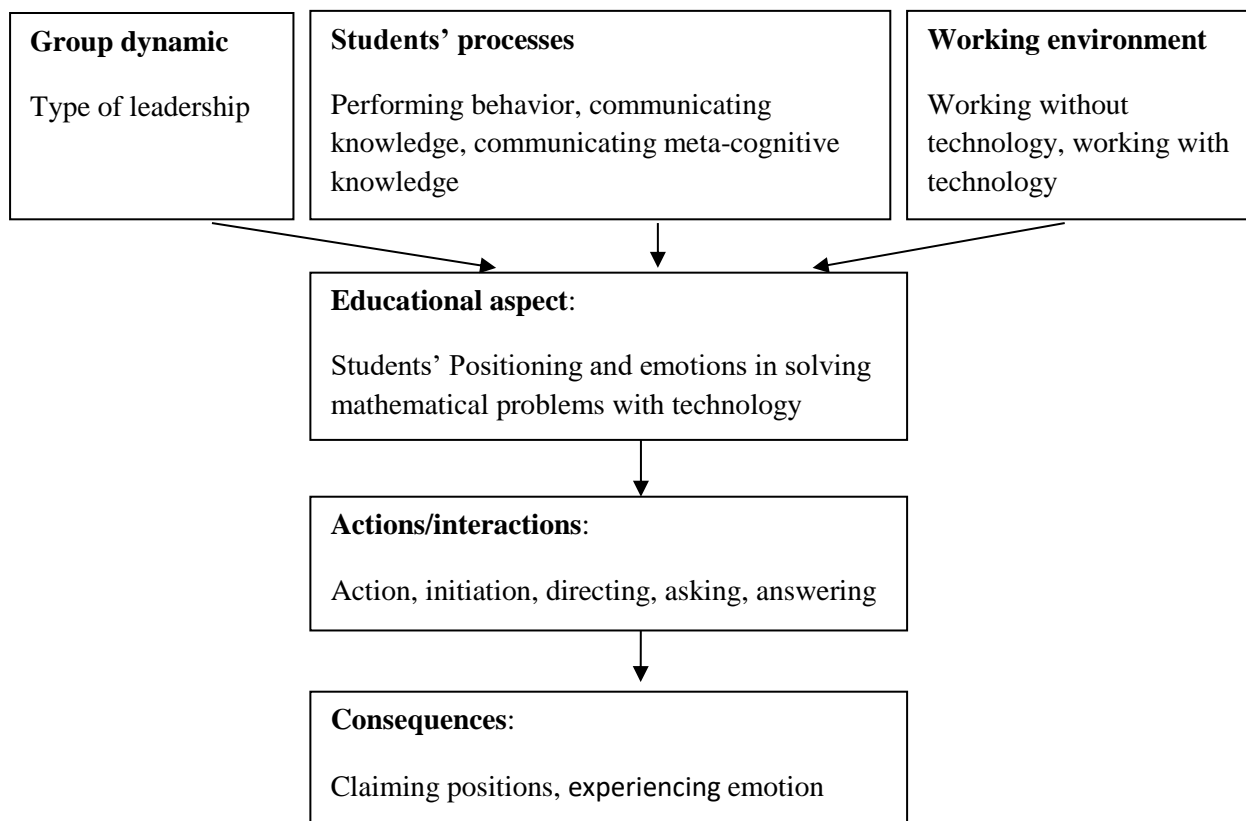 Group dynamic
Type of leadership
Students’ processes
Performing behavior, communicating
knowledge, communicating meta-cognitive
knowledge
Working environment
Working without
technology, working with
technology
Educational aspect:
Students’ Positioning and emotions in solving
mathematical problems with technology
Actions/interactions:
Action, initiation, directing, asking, answering
Consequences:
Claiming positions, experiencing emotion